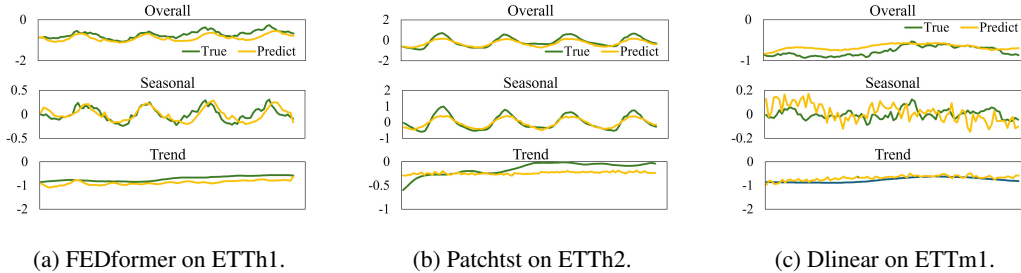 Overall
0
-2
True
Predict
Seasonal
0.5
-0.5
Trend
0
-1
-2
(a) FEDformer on ETTh1.
Overall
2
0
-2
True
Predict
Seasonal
2
1
0
-1
Trend
0
-0.5
-1
(b) Patchtst on ETTh2.
Overall
0
-1
True
Predict
Seasonal
0.2
-0.2
Trend
0
-1
-2
(c) Dlinear on ETTm1.